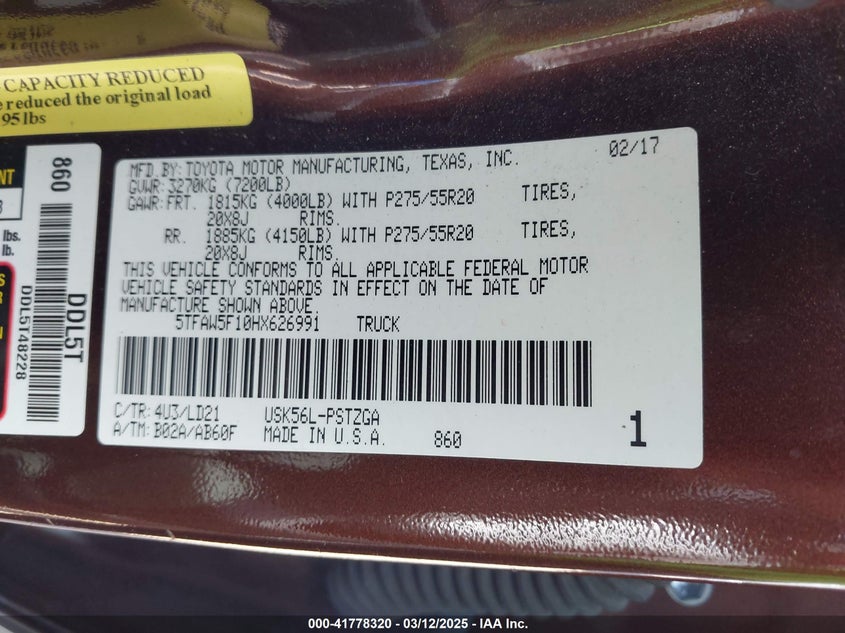 CAPACITY REDUCED
reduced the original load
95 lbs
NT
lbs.
lb.
860
DDL5T
DDL5T48228
MFD.BY:TOYOTA MOTOR MANUFACTURING, TEXAS, INC. 02/17
GVWR:3270KG (7200LB)
GAWR:FRT. 1815KG (4000LB) WITH P275/55R20 TIRES,
20X8J RIMS.
RR. 1885KG (4150LB) WITH P275/55R20 TIRES,
20X8J RIMS.
THIS VEHICLE CONFORMS TO ALL APPLICABLE FEDERAL MOTOR
VEHICLE SAFETY STANDARDS IN EFFECT ON THE DATE OF
MANUFACTURE SHOWN ABOVE.
5TFAW5F10HX626991 TRUCK
C/TR:4U3/LD21 USK56L-PSTZGA
A/TM:B02A/AB60F MADE IN U.S.A. 860 1
000-41778320 — 03/12/2025 — IAA Inc.